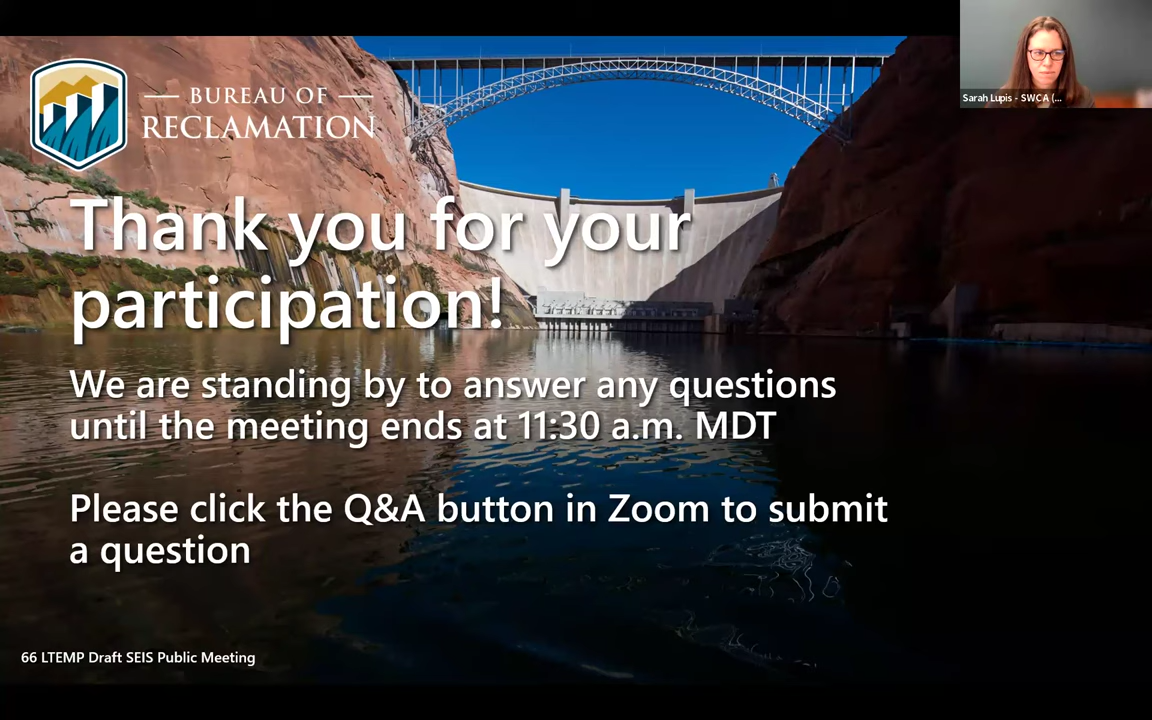 BUREAU OF
RECLAMATION
Sarah Lupis - SWCA (...
Thank you for your
participation!
We are standing by to answer any questions
until the meeting ends at 11:30 a.m. MDT
Please click the Q&A button in Zoom to submit
a question
66 LTEMP Draft SEIS Public Meeting